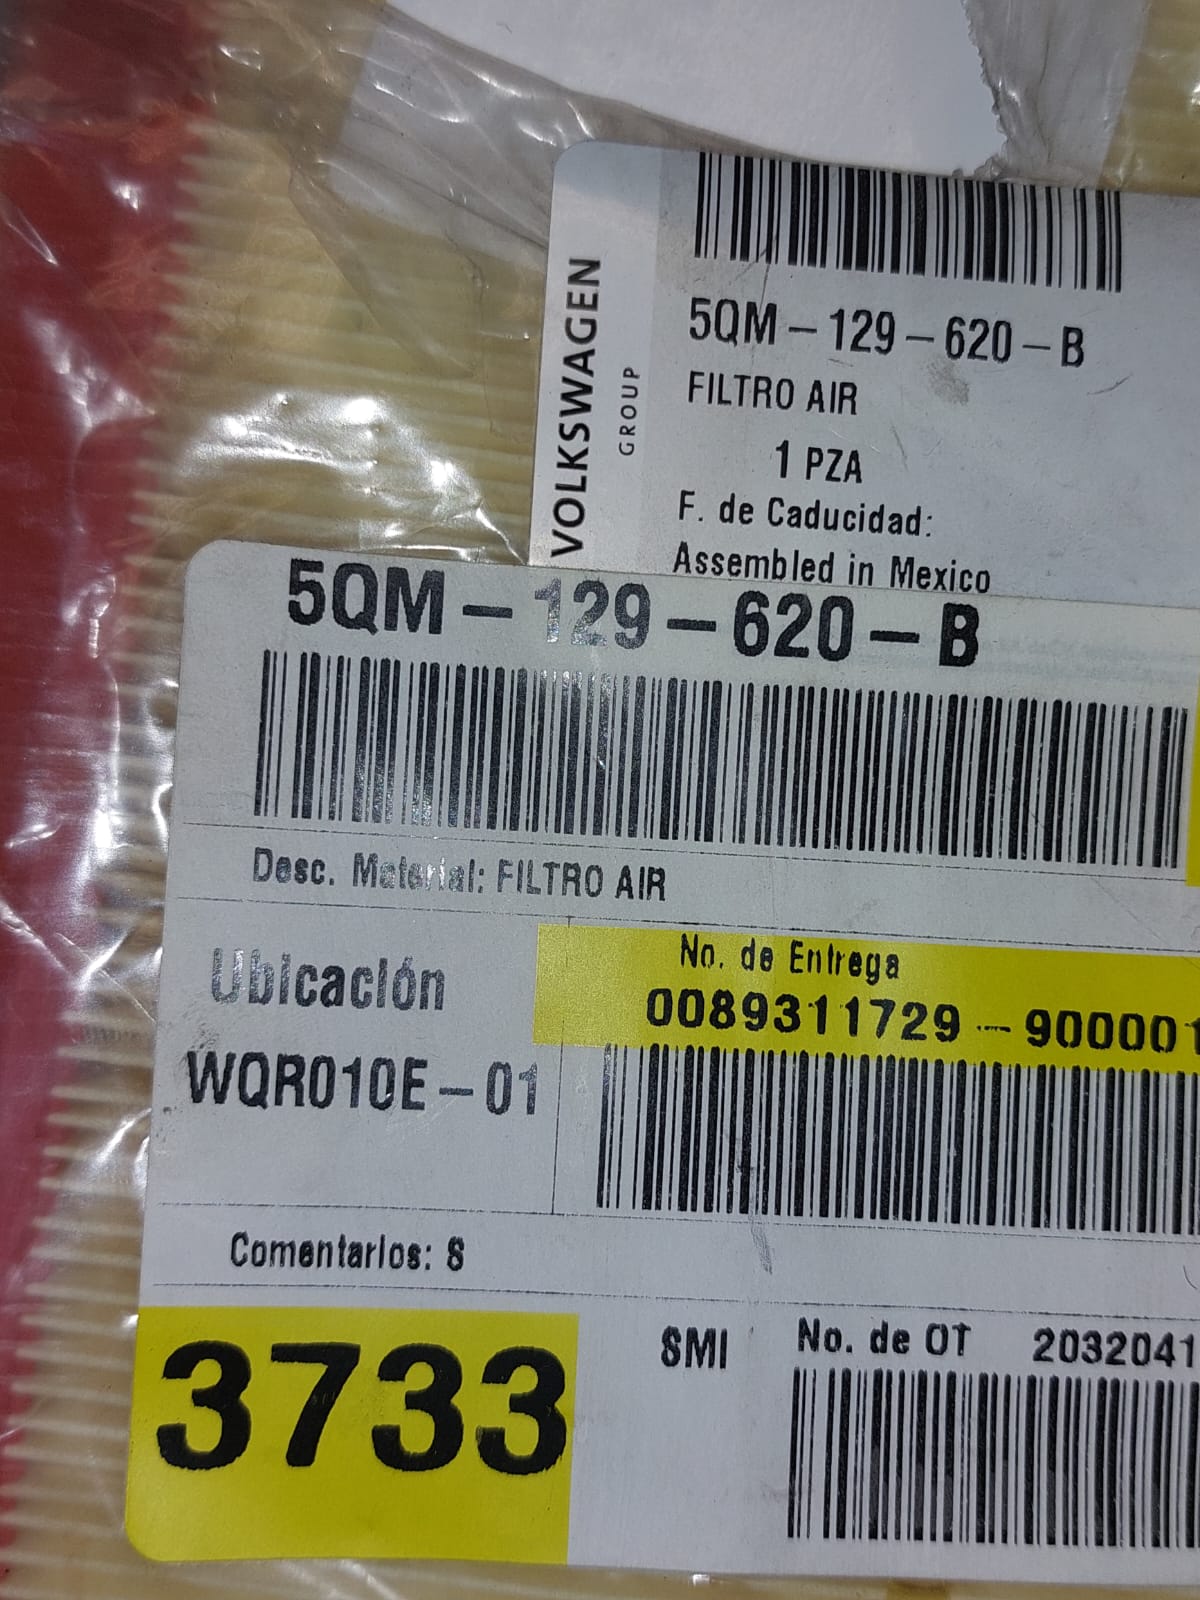 VOLKSWAGEN
GROUP
5QM-129-620-B
FILTRO AIR
1 PZA
F. de Caducidad:
Assembled in Mexico
5QM-129-620-B
Desc. Material: FILTRO AIR
Ubicación
WQR010E-01
No. de Entrega
0089311729-900001
Comentarios: S
3733
SMI
No. de OT 2032041